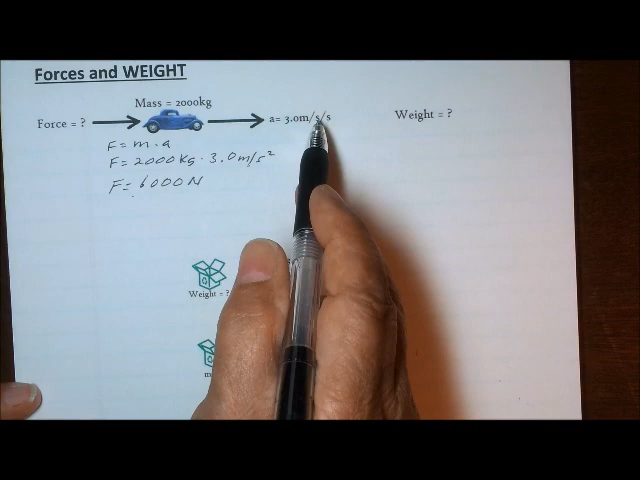 Forces and WEIGHT
Mass = 2000kg
Force = ?
a= 3.0m/s/s
Weight = ?
F = m · a
F = 2000 Kg · 3.0 m/s²
F = 6000 N
Weight = ?
m